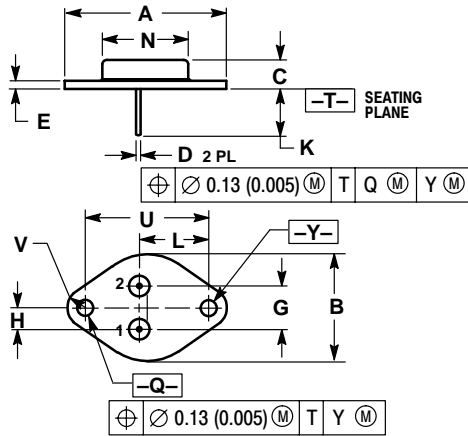 A
N
C
E
–T– SEATING PLANE
K
D 2 PL
⌖ ∅ 0.13 (0.005) Ⓜ T Q Ⓜ Y Ⓜ
U
V
L
–Y–
2
H
G
B
1
–Q–
⌖ ∅ 0.13 (0.005) Ⓜ T Y Ⓜ